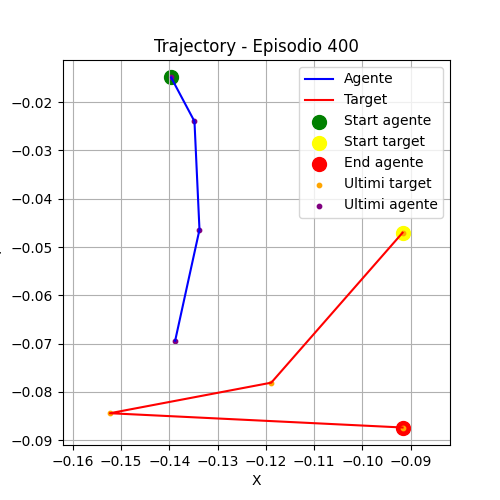 Trajectory - Episodio 400
Agente
Target
Start agente
Start target
End agente
Ultimi target
Ultimi agente
−0.02
−0.03
−0.04
−0.05
−0.06
−0.07
−0.08
−0.09
−0.16 −0.15 −0.14 −0.13 −0.12 −0.11 −0.10 −0.09
X